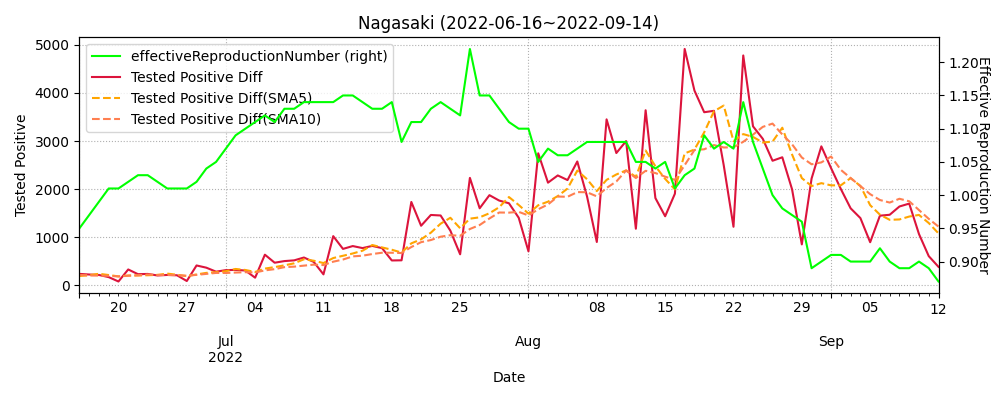 Nagasaki (2022-06-16~2022-09-14)
effectiveReproductionNumber (right)
Tested Positive Diff
Tested Positive Diff(SMA5)
Tested Positive Diff(SMA10)
Tested Positive
5000
4000
3000
2000
1000
0
1.20
1.15
1.10
1.05
1.00
0.95
0.90
Effective Reproduction Number
20 27 04 11 18 25 08 15 22 29 05 12
Jul Aug Sep
2022
Date